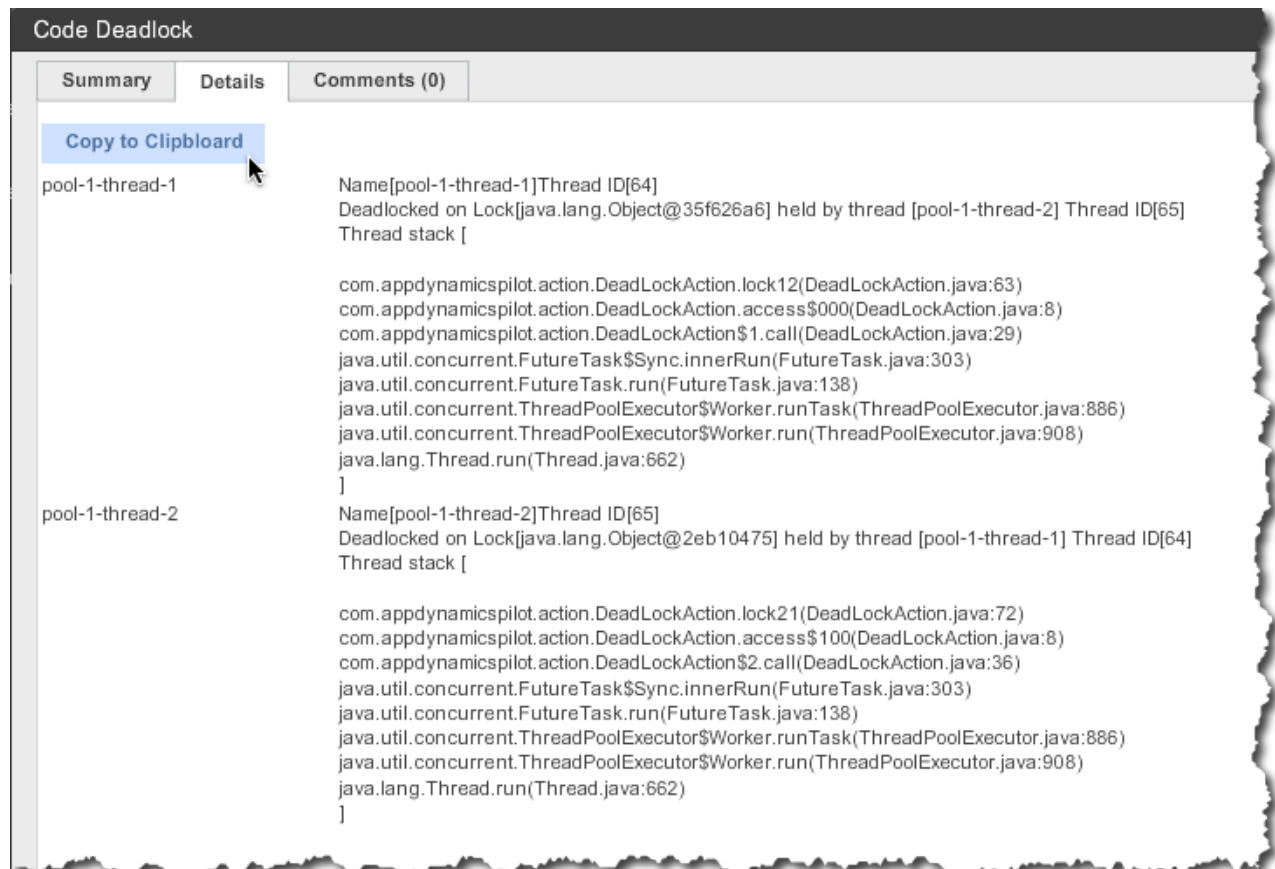 Code Deadlock
Summary
Details
Comments (0)
Copy to Clipbloard
pool-1-thread-1
Name[pool-1-thread-1]Thread ID[64]
Deadlocked on Lock[java.lang.Object@35f626a6] held by thread [pool-1-thread-2] Thread ID[65]
Thread stack [
com.appdynamicspilot.action.DeadLockAction.lock12(DeadLockAction.java:63)
com.appdynamicspilot.action.DeadLockAction.access$000(DeadLockAction.java:8)
com.appdynamicspilot.action.DeadLockAction$1.call(DeadLockAction.java:29)
java.util.concurrent.FutureTask$Sync.innerRun(FutureTask.java:303)
java.util.concurrent.FutureTask.run(FutureTask.java:138)
java.util.concurrent.ThreadPoolExecutor$Worker.runTask(ThreadPoolExecutor.java:886)
java.util.concurrent.ThreadPoolExecutor$Worker.run(ThreadPoolExecutor.java:908)
java.lang.Thread.run(Thread.java:662)
]
pool-1-thread-2
Name[pool-1-thread-2]Thread ID[65]
Deadlocked on Lock[java.lang.Object@2eb10475] held by thread [pool-1-thread-1] Thread ID[64]
Thread stack [
com.appdynamicspilot.action.DeadLockAction.lock21(DeadLockAction.java:72)
com.appdynamicspilot.action.DeadLockAction.access$100(DeadLockAction.java:8)
com.appdynamicspilot.action.DeadLockAction$2.call(DeadLockAction.java:36)
java.util.concurrent.FutureTask$Sync.innerRun(FutureTask.java:303)
java.util.concurrent.FutureTask.run(FutureTask.java:138)
java.util.concurrent.ThreadPoolExecutor$Worker.runTask(ThreadPoolExecutor.java:886)
java.util.concurrent.ThreadPoolExecutor$Worker.run(ThreadPoolExecutor.java:908)
java.lang.Thread.run(Thread.java:662)
]